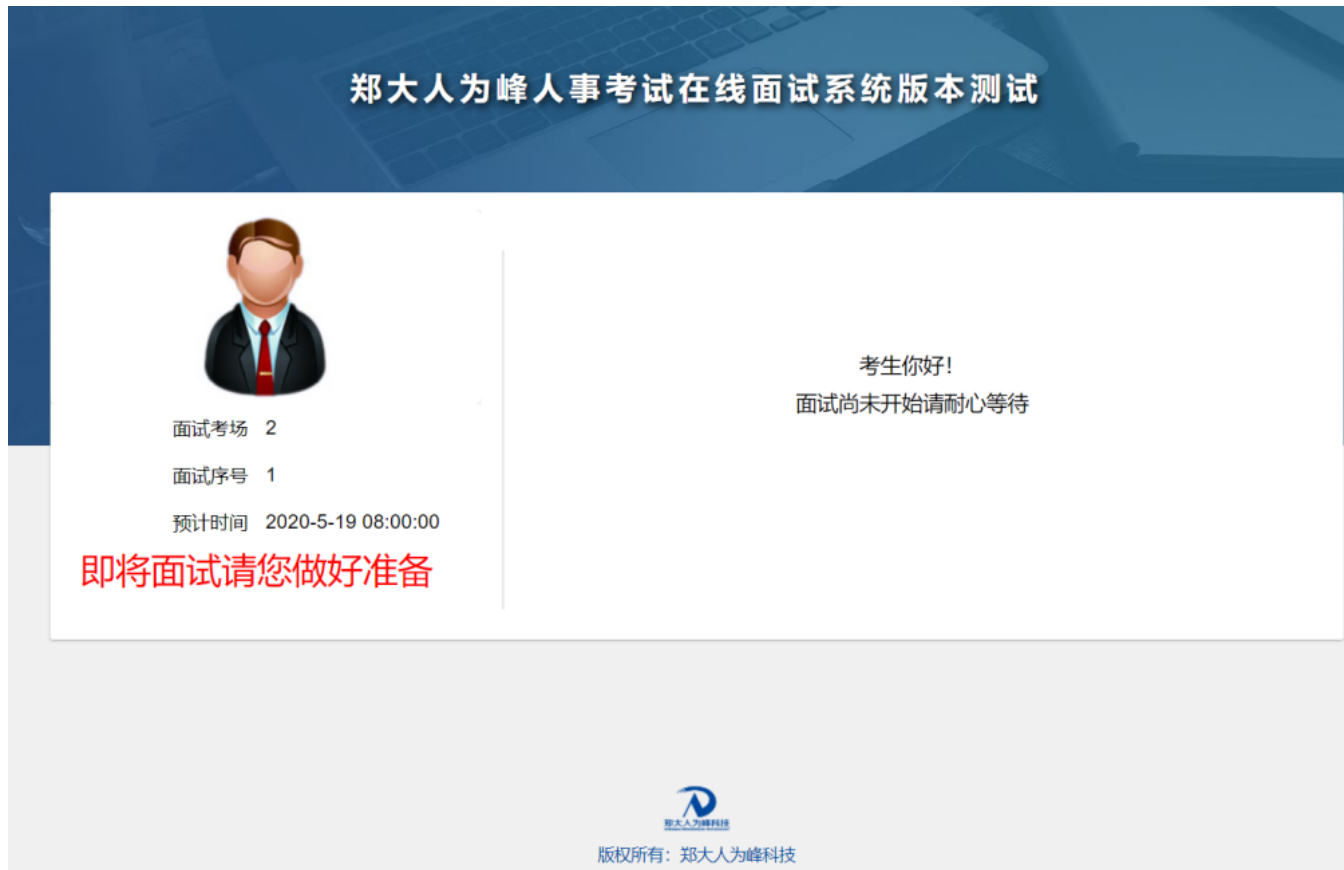 郑大人为峰人事考试在线面试系统版本测试
面试考场 2
面试序号 1
预计时间 2020-5-19 08:00:00
即将面试请您做好准备
考生你好!
面试尚未开始请耐心等待
郑大人为峰科技
版权所有：郑大人为峰科技